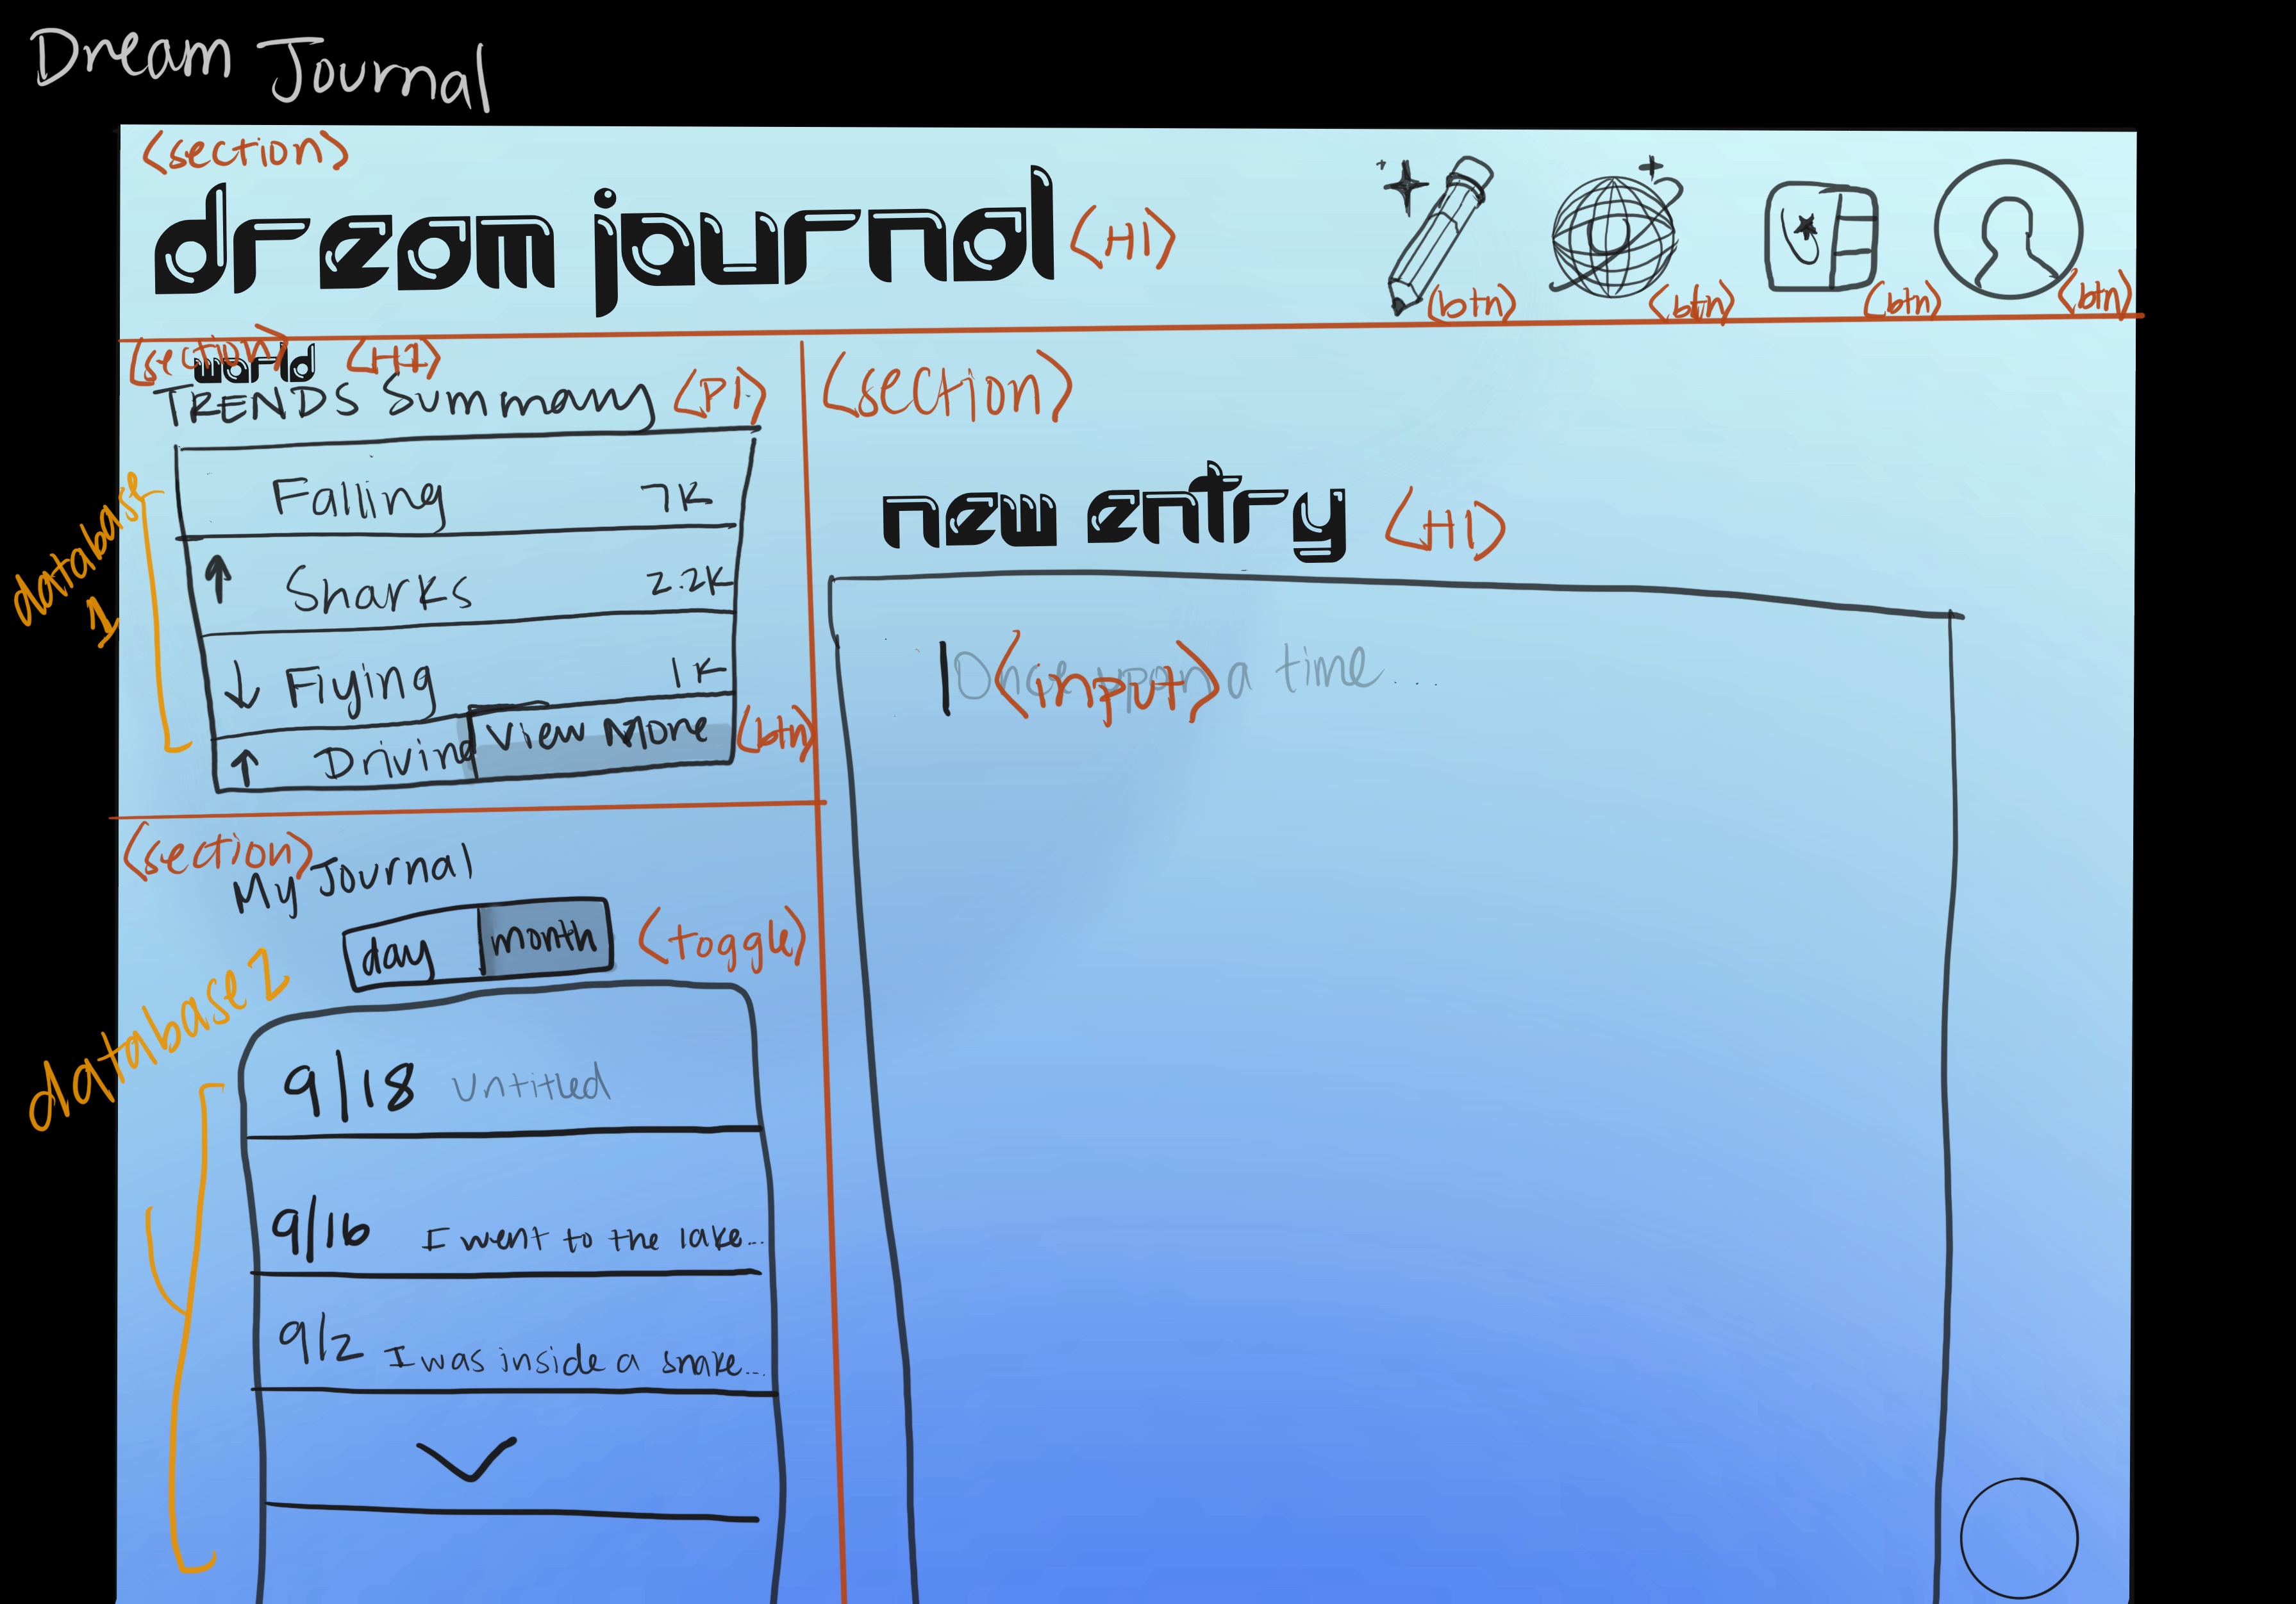 Dream Journal
<section>
dream journal <H1>
<btn> <btn> <btn> <btn>
<section> <H1>
world
TRENDS Summary <P1>
Falling 7K
↑ Sharks 2.2K
↓ Flying 1K
↑ Driving View More <btn>
database
1
<section>
My Journal
day month <toggle>
database 2
9/18 Untitled
9/16 I went to the lake...
9/2 I was inside a snake...
<section>
new entry <H1>
Once upon a time...
<input>